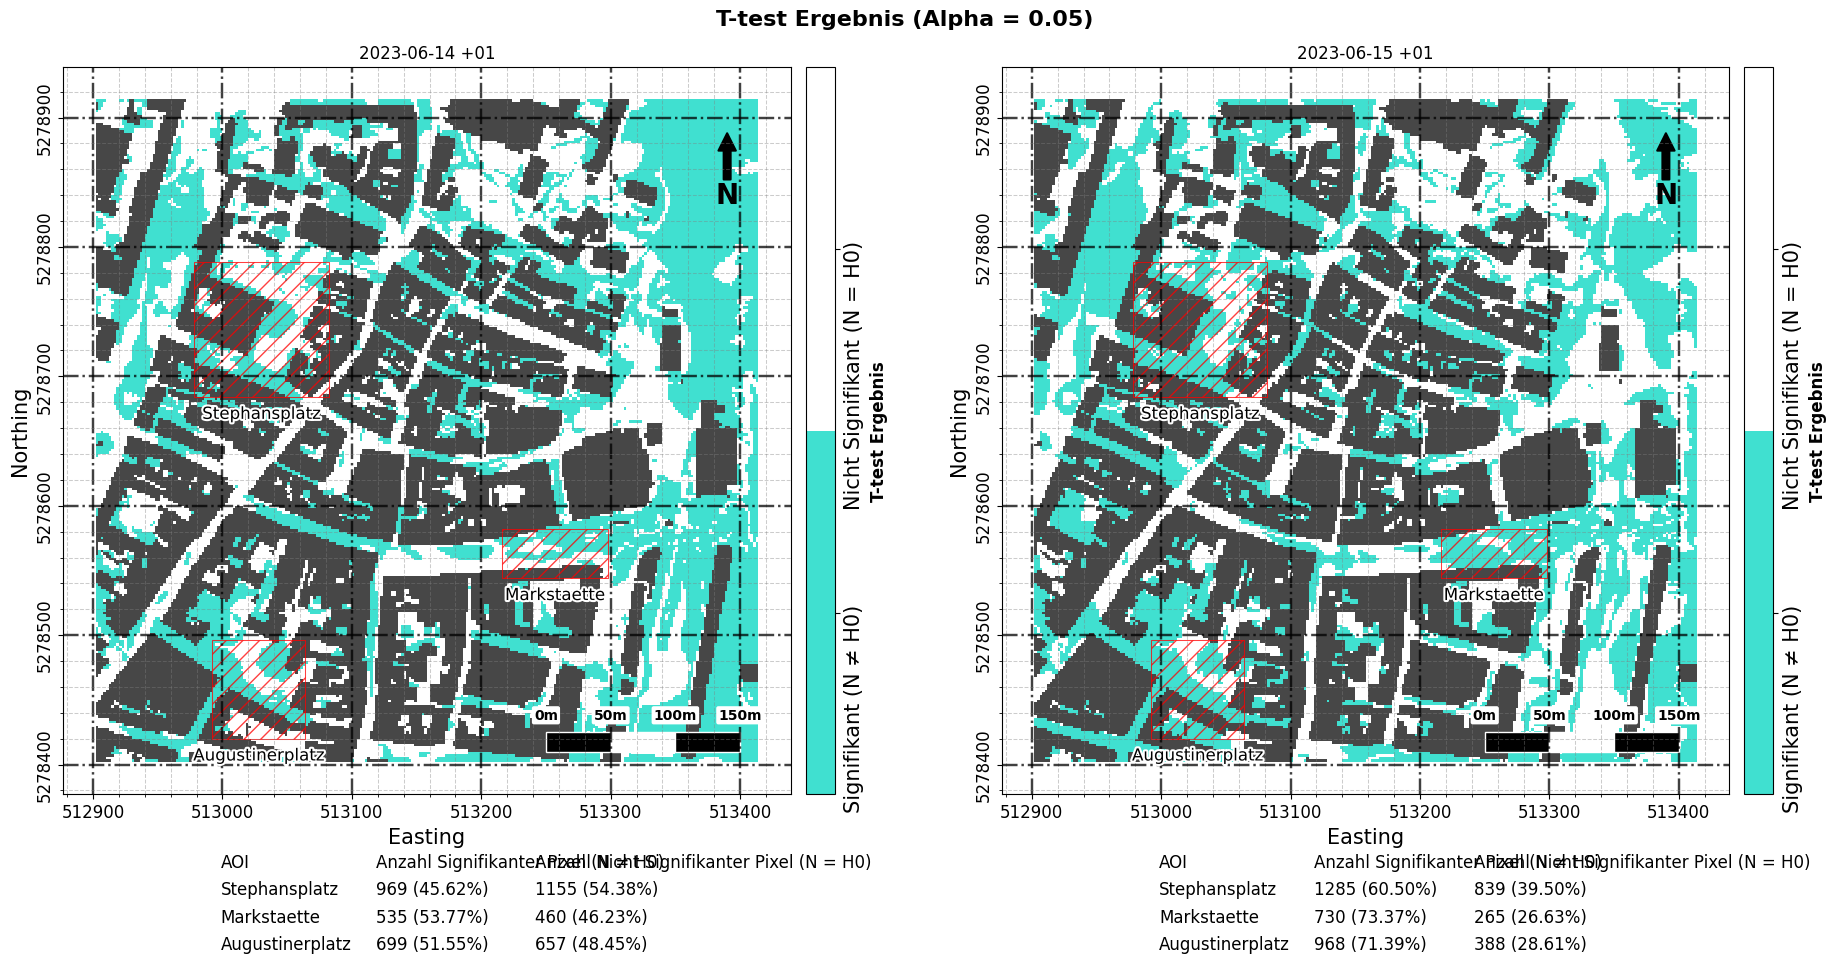 T-test Ergebnis (Alpha = 0.05)
2023-06-14 +01
5278900
5278800
5278700
5278600
5278500
5278400
Northing
N
Stephansplatz
Markstaette
Augustinerplatz
0m 50m 100m 150m
512900 513000 513100 513200 513300 513400
Easting
Nicht Signifikant (N = H0)
Signifikant (N ≠ H0)
T-test Ergebnis
AOI Anzahl Signifikanter Pixel (N ≠ H0) Anzahl Nicht Signifikanter Pixel (N = H0)
Stephansplatz 969 (45.62%) 1155 (54.38%)
Markstaette 535 (53.77%) 460 (46.23%)
Augustinerplatz 699 (51.55%) 657 (48.45%)
2023-06-15 +01
5278900
5278800
5278700
5278600
5278500
5278400
Northing
N
Stephansplatz
Markstaette
Augustinerplatz
0m 50m 100m 150m
512900 513000 513100 513200 513300 513400
Easting
Nicht Signifikant (N = H0)
Signifikant (N ≠ H0)
T-test Ergebnis
AOI Anzahl Signifikanter Pixel (N ≠ H0) Anzahl Nicht Signifikanter Pixel (N = H0)
Stephansplatz 1285 (60.50%) 839 (39.50%)
Markstaette 730 (73.37%) 265 (26.63%)
Augustinerplatz 968 (71.39%) 388 (28.61%)